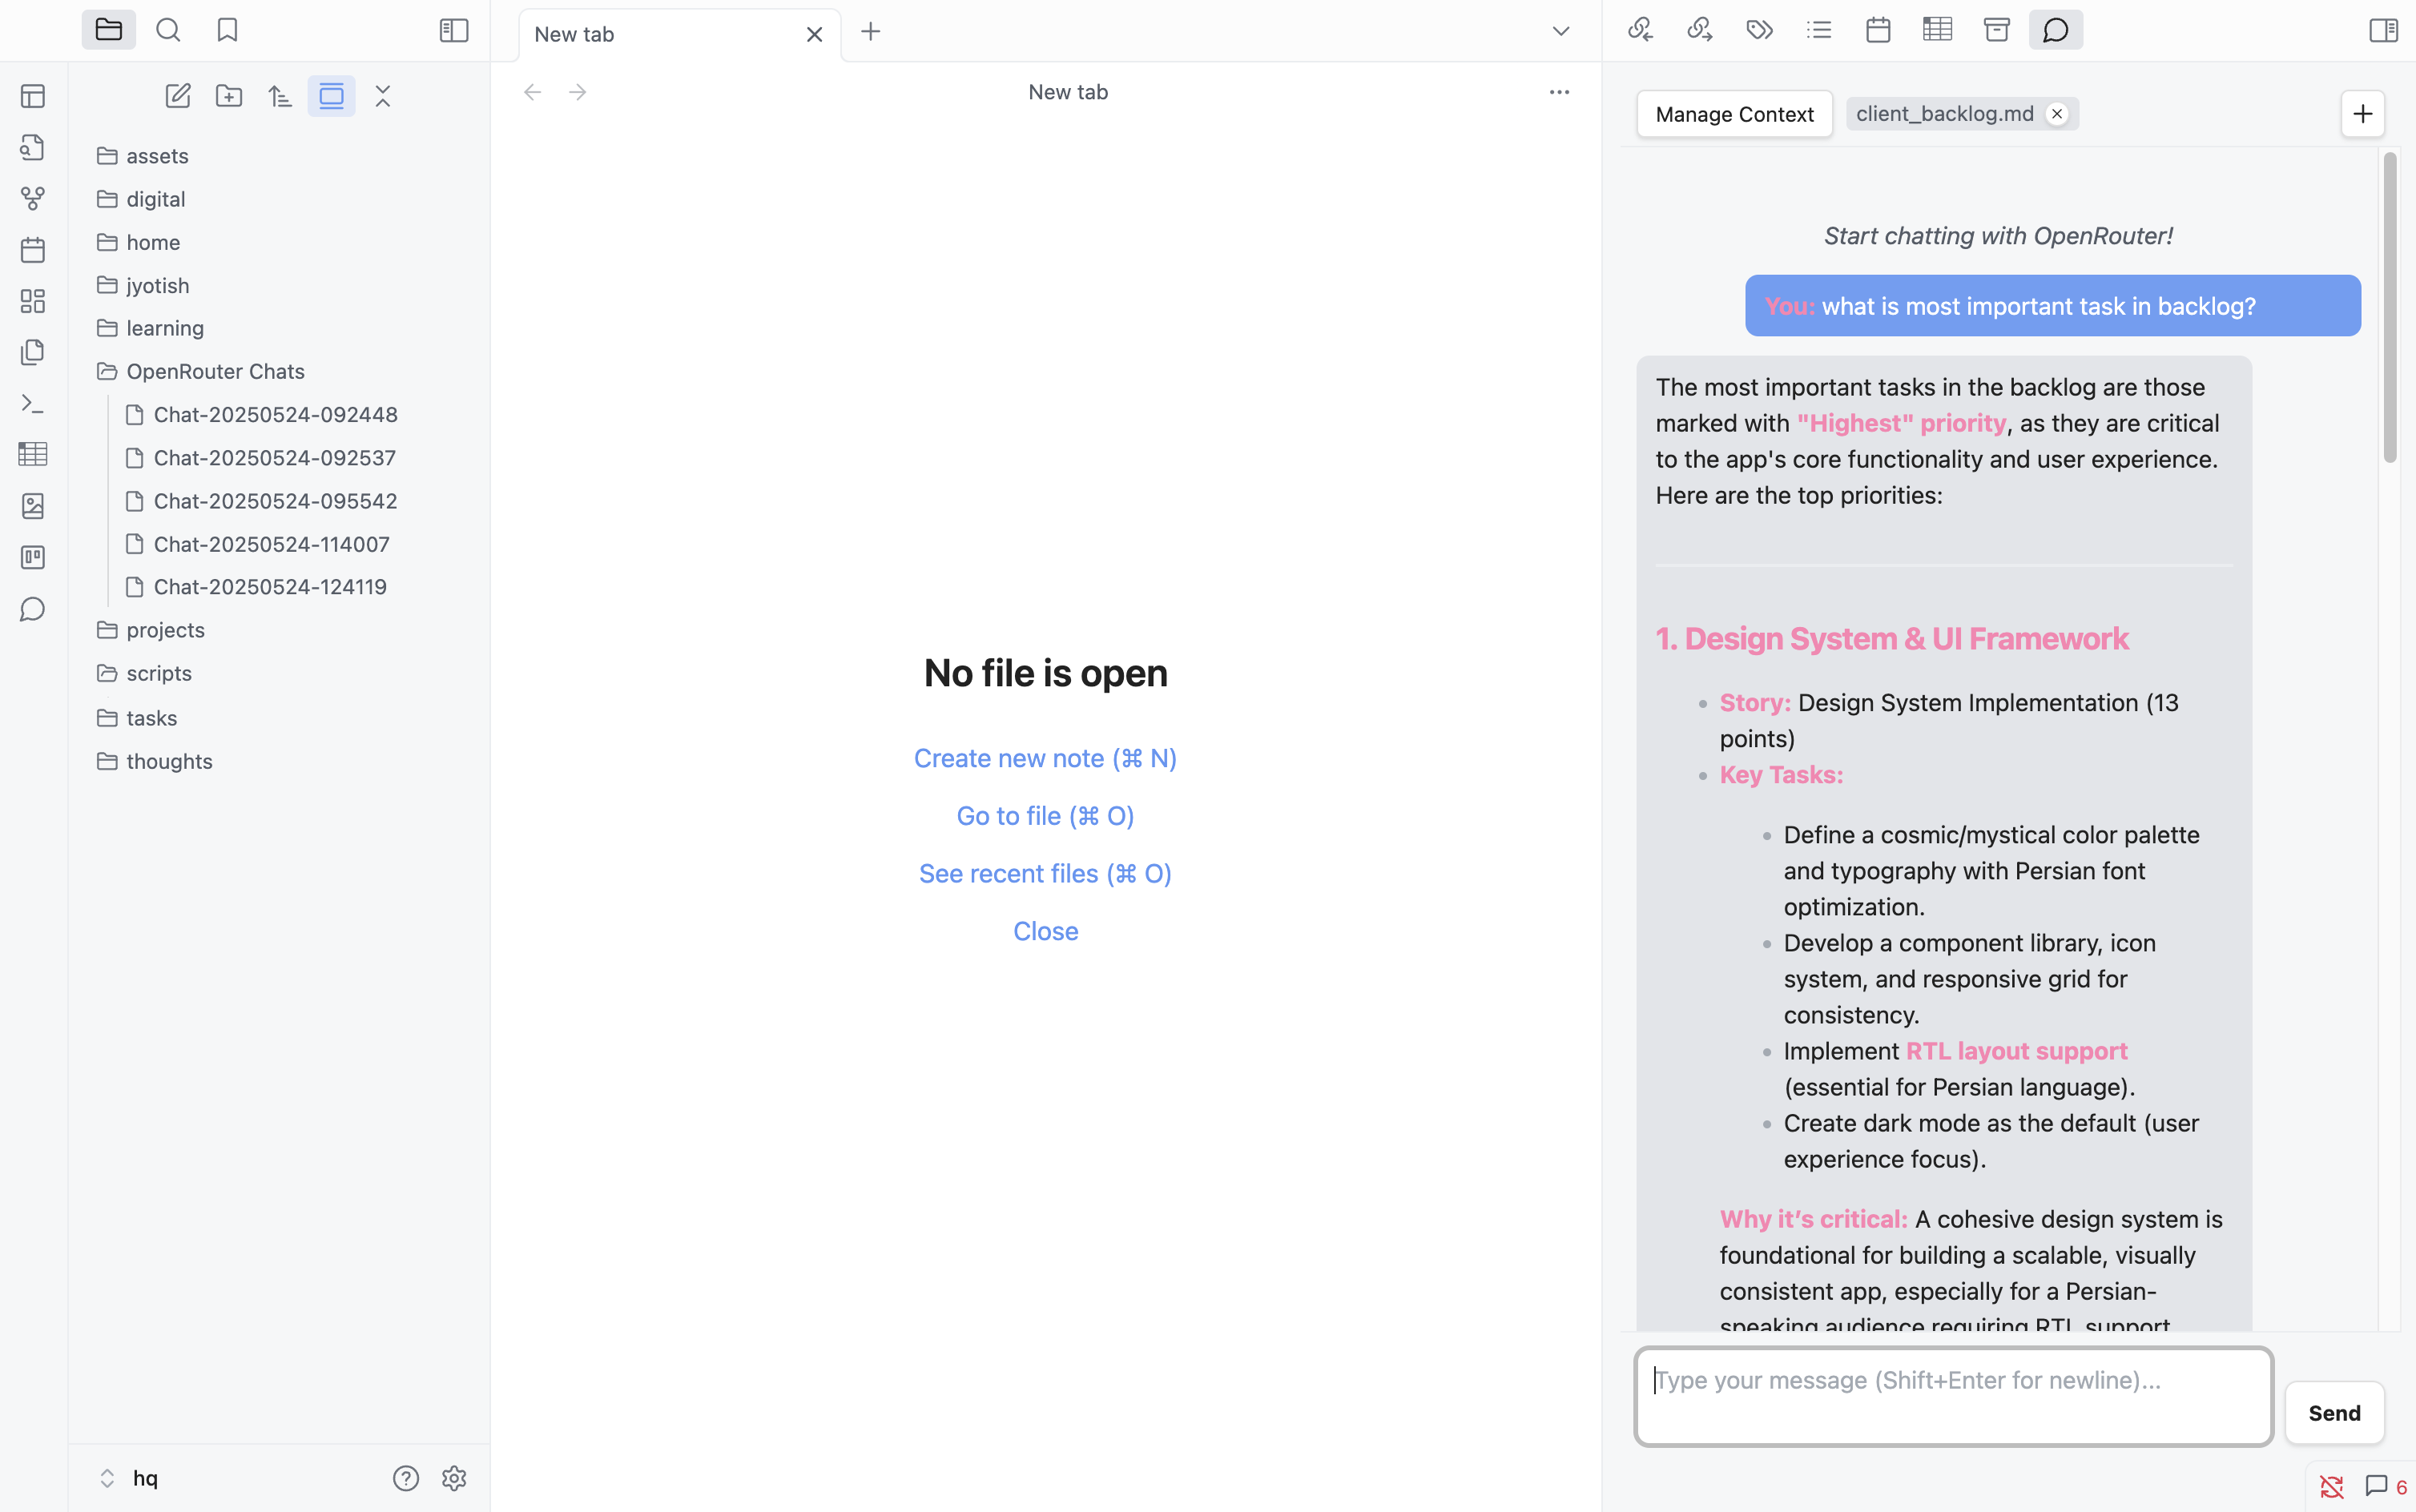 New tab
New tab
assets
digital
home
jyotish
learning
OpenRouter Chats
Chat-20250524-092448
Chat-20250524-092537
Chat-20250524-095542
Chat-20250524-114007
Chat-20250524-124119
projects
scripts
tasks
thoughts
hq
No file is open
Create new note (⌘ N)
Go to file (⌘ O)
See recent files (⌘ O)
Close
Manage Context
client_backlog.md
Start chatting with OpenRouter!
You: what is most important task in backlog?
The most important tasks in the backlog are those
marked with "Highest" priority, as they are critical
to the app's core functionality and user experience.
Here are the top priorities:
1. Design System & UI Framework
Story: Design System Implementation (13
points)
Key Tasks:
Define a cosmic/mystical color palette
and typography with Persian font
optimization.
Develop a component library, icon
system, and responsive grid for
consistency.
Implement RTL layout support
(essential for Persian language).
Create dark mode as the default (user
experience focus).
Why it’s critical: A cohesive design system is
foundational for building a scalable, visually
consistent app, especially for a Persian-
speaking audience requiring RTL support
Type your message (Shift+Enter for newline)...
Send
6